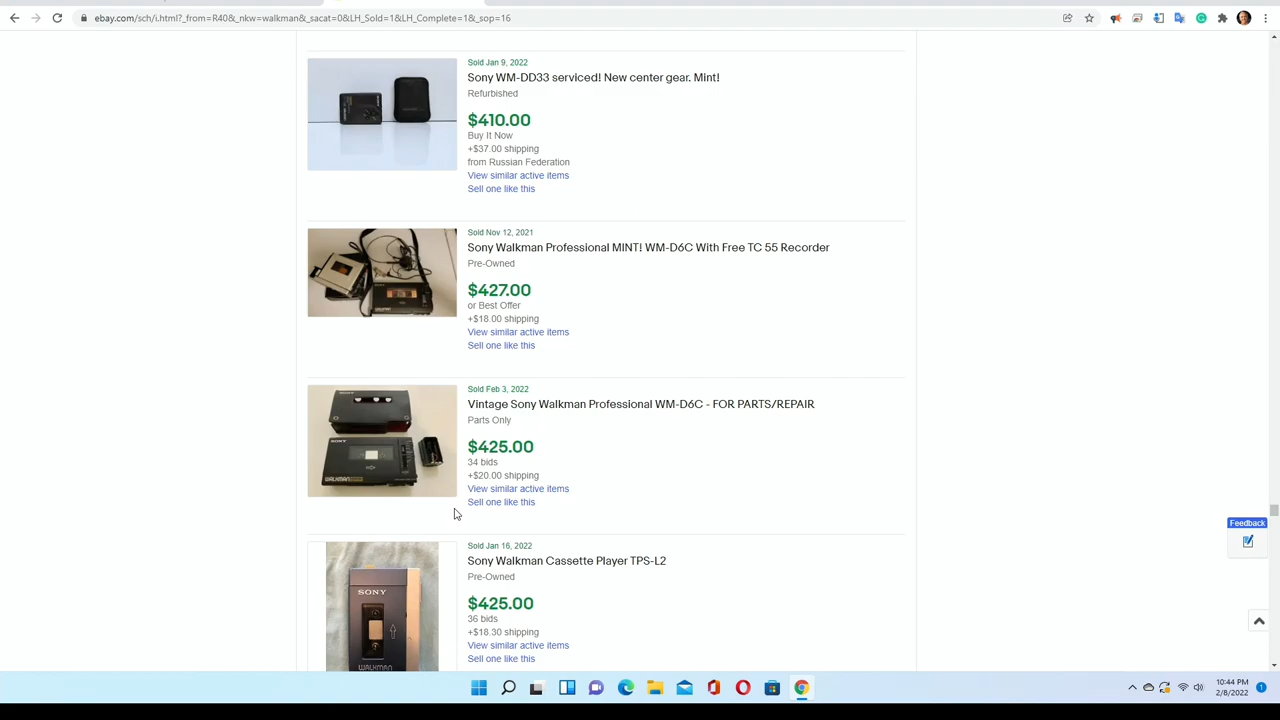 ebay.com/sch/i.html?_from=R40&_nkw=walkman&_sacat=0&LH_Sold=1&LH_Complete=1&_sop=16
Sold Jan 9, 2022
Sony WM-DD33 serviced! New center gear. Mint!
Refurbished
$410.00
Buy It Now
+$37.00 shipping
from Russian Federation
View similar active items
Sell one like this
Sold Nov 12, 2021
Sony Walkman Professional MINT! WM-D6C With Free TC 55 Recorder
Pre-Owned
$427.00
or Best Offer
+$18.00 shipping
View similar active items
Sell one like this
Sold Feb 3, 2022
Vintage Sony Walkman Professional WM-D6C - FOR PARTS/REPAIR
Parts Only
$425.00
34 bids
+$20.00 shipping
View similar active items
Sell one like this
SONY
WALKMAN
Feedback
Sold Jan 16, 2022
Sony Walkman Cassette Player TPS-L2
Pre-Owned
$425.00
36 bids
+$18.30 shipping
View similar active items
Sell one like this
SONY
WALKMAN
10:44 PM
2/8/2022